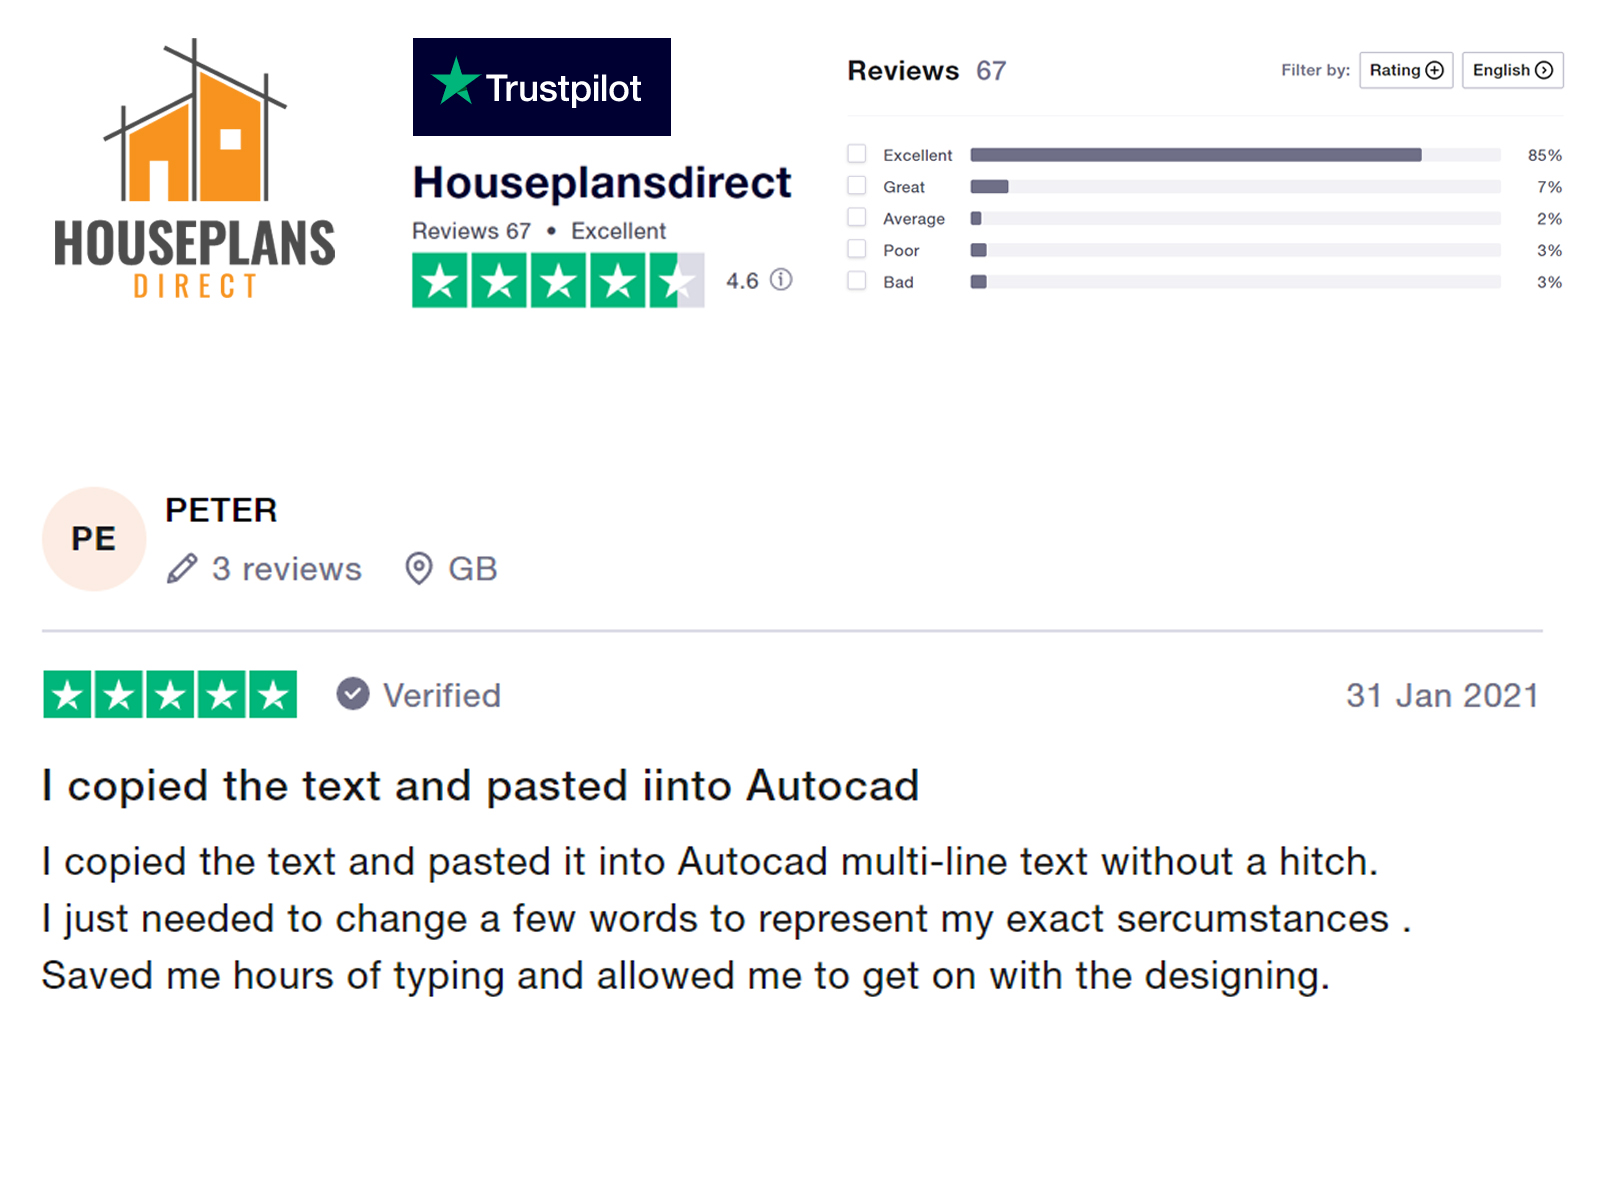 HOUSEPLANS
DIRECT
Trustpilot
Houseplansdirect
Reviews 67 • Excellent
4.6
Reviews 67
Filter by: Rating English
Excellent 85%
Great 7%
Average 2%
Poor 3%
Bad 3%
PE
PETER
3 reviews GB
Verified 31 Jan 2021
I copied the text and pasted iinto Autocad
I copied the text and pasted it into Autocad multi-line text without a hitch.
I just needed to change a few words to represent my exact sercumstances .
Saved me hours of typing and allowed me to get on with the designing.